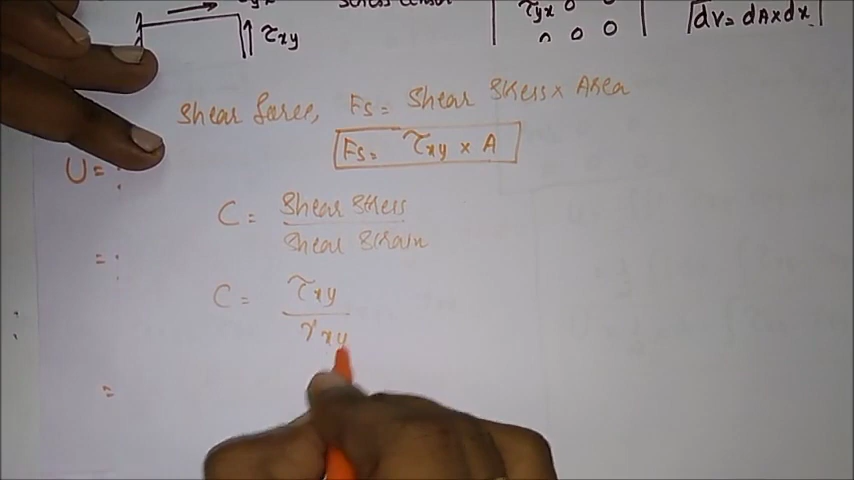 τyx 0
0 0 0
dv = dA x dx
τxy
Shear force, Fs = Shear Stress x Area
Fs = τxy x A
U = :
C = Shear Stress
Shear Strain
= :
C = τxy
γxy
=